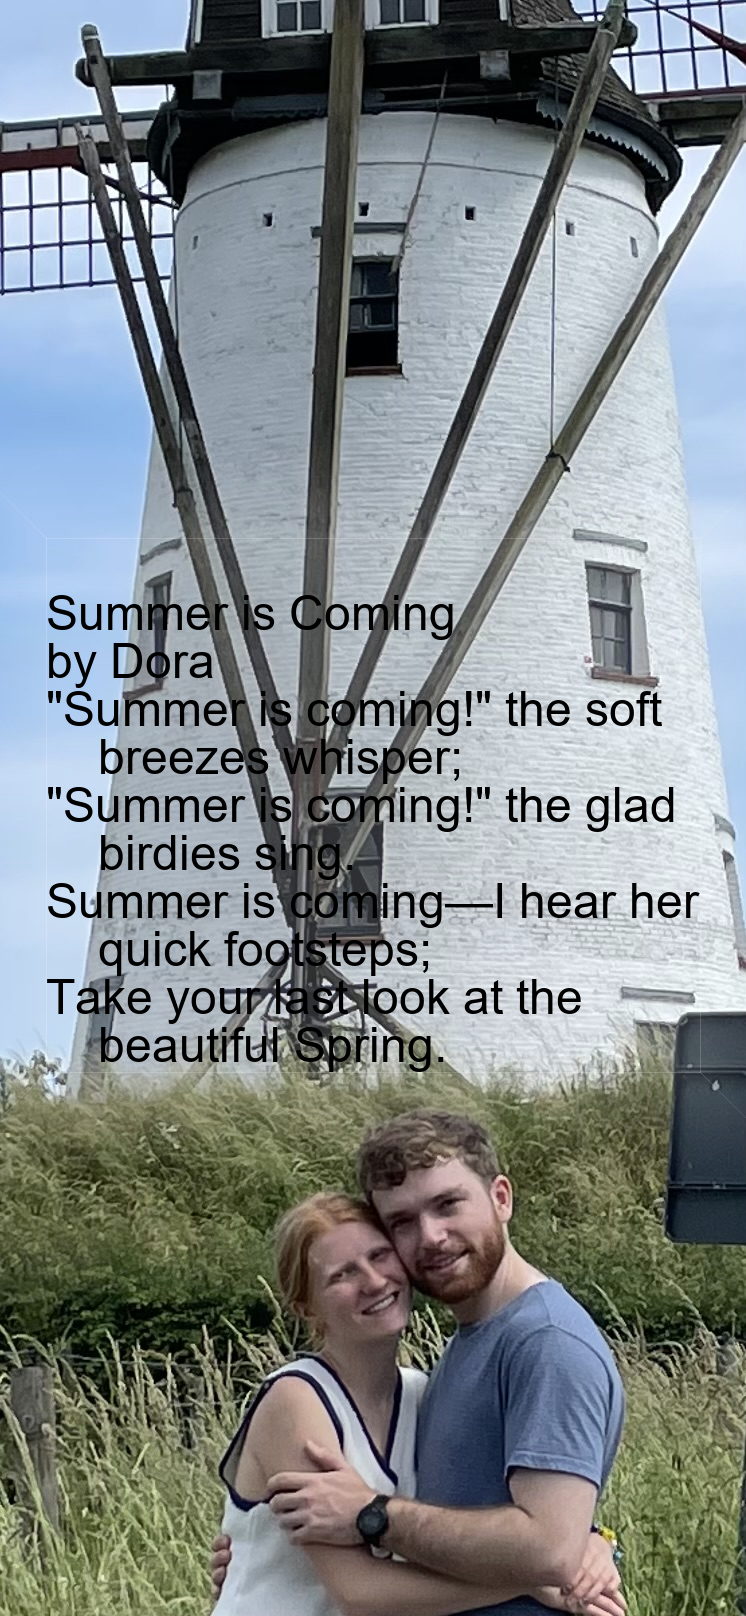 Summer is Coming
by Dora
"Summer is coming!" the soft
breezes whisper;
"Summer is coming!" the glad
birdies sing.
Summer is coming—I hear her
quick footsteps;
Take your last look at the
beautiful Spring.